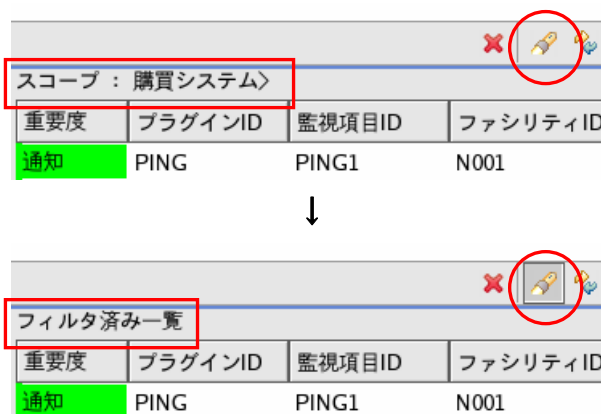 スコープ : 購買システム〉
重要度 プラグインID 監視項目ID ファシリティID
通知 PING PING1 N001
↓
フィルタ済み一覧
重要度 プラグインID 監視項目ID ファシリティID
通知 PING PING1 N001